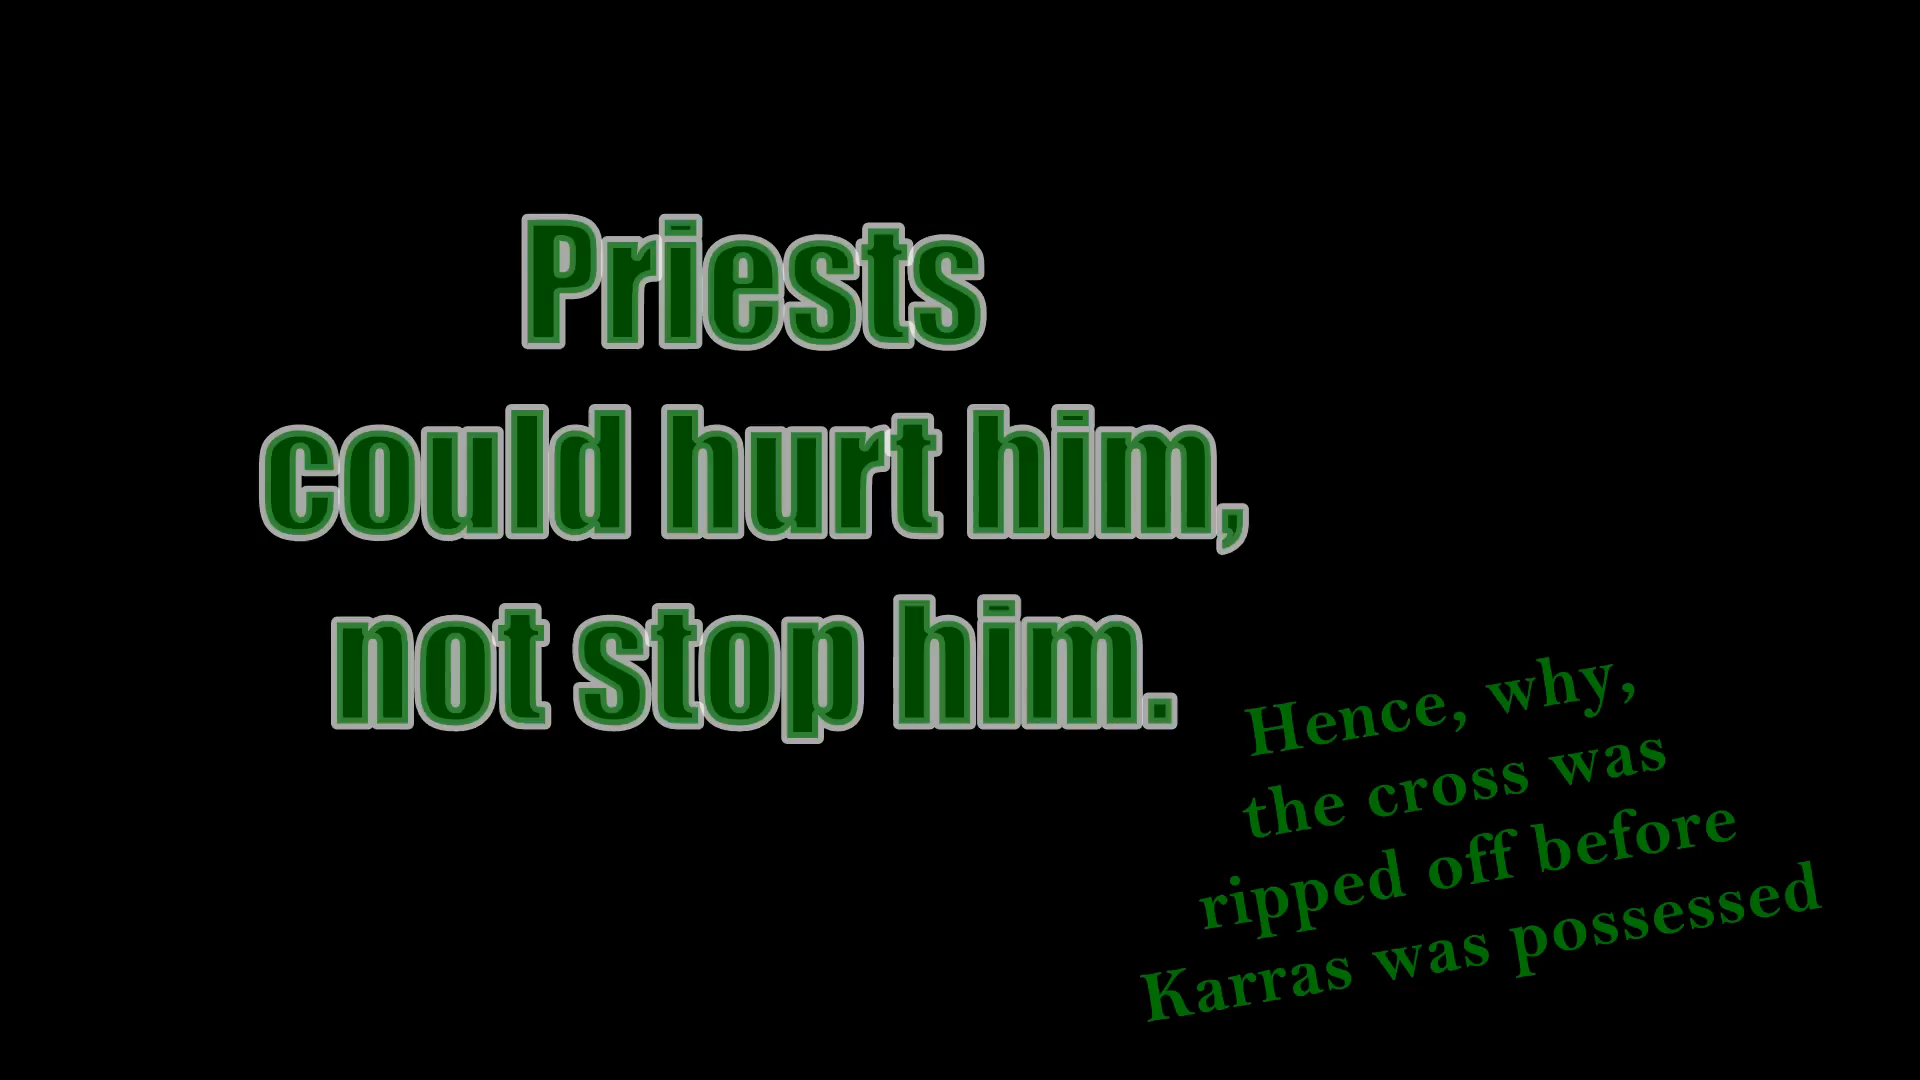 Priests
could hurt him,
not stop him.
Hence, why,
the cross was
ripped off before
Karras was possessed